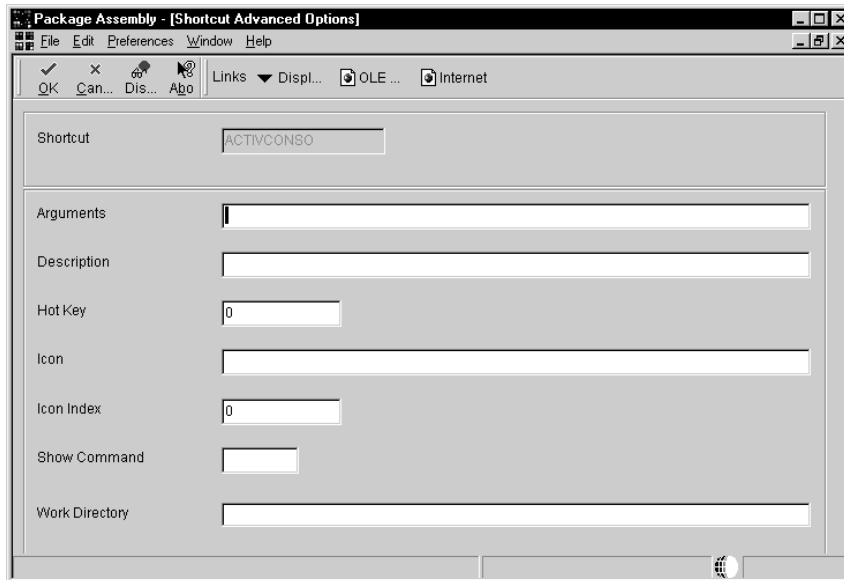 Package Assembly - [Shortcut Advanced Options]
File Edit Preferences Window Help
OK Can... Dis... Abo Links Displ... OLE ... Internet
Shortcut ACTIVCONSO
Arguments
Description
Hot Key 0
Icon
Icon Index 0
Show Command
Work Directory